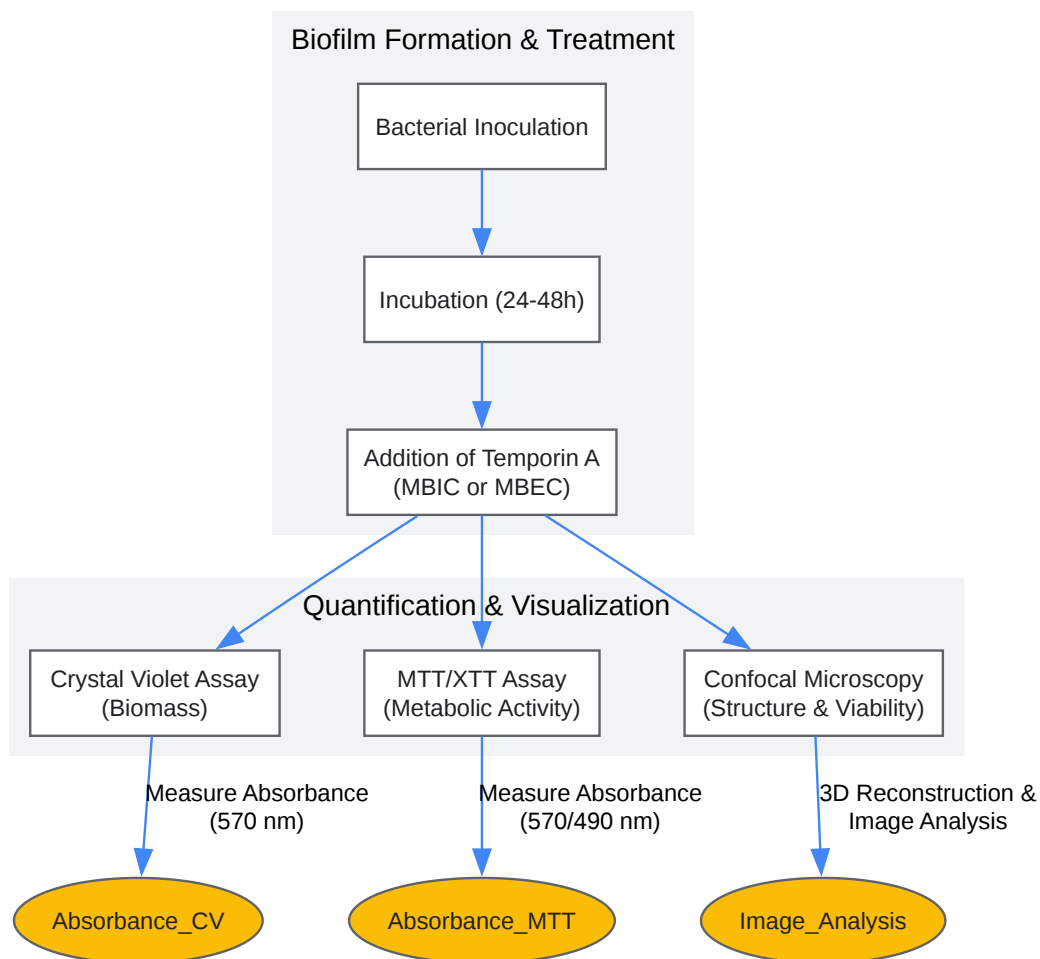 Biofilm Formation & Treatment
Bacterial Inoculation
Incubation (24-48h)
Addition of Temporin A
(MBIC or MBEC)
Quantification & Visualization
Crystal Violet Assay
(Biomass)
MTT/XTT Assay
(Metabolic Activity)
Confocal Microscopy
(Structure & Viability)
Measure Absorbance
(570 nm)
Measure Absorbance
(570/490 nm)
3D Reconstruction &
Image Analysis
Absorbance_CV
Absorbance_MTT
Image_Analysis